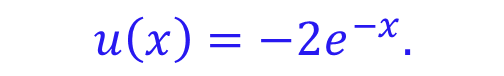 u(x) = −2e⁻ˣ.